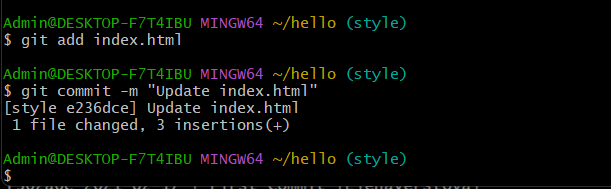 Admin@DESKTOP-F7T4IBU MINGW64 ~/hello (style)
$ git add index.html
Admin@DESKTOP-F7T4IBU MINGW64 ~/hello (style)
$ git commit -m "Update index.html"
[style e236dce] Update index.html
1 file changed, 3 insertions(+)
Admin@DESKTOP-F7T4IBU MINGW64 ~/hello (style)
$